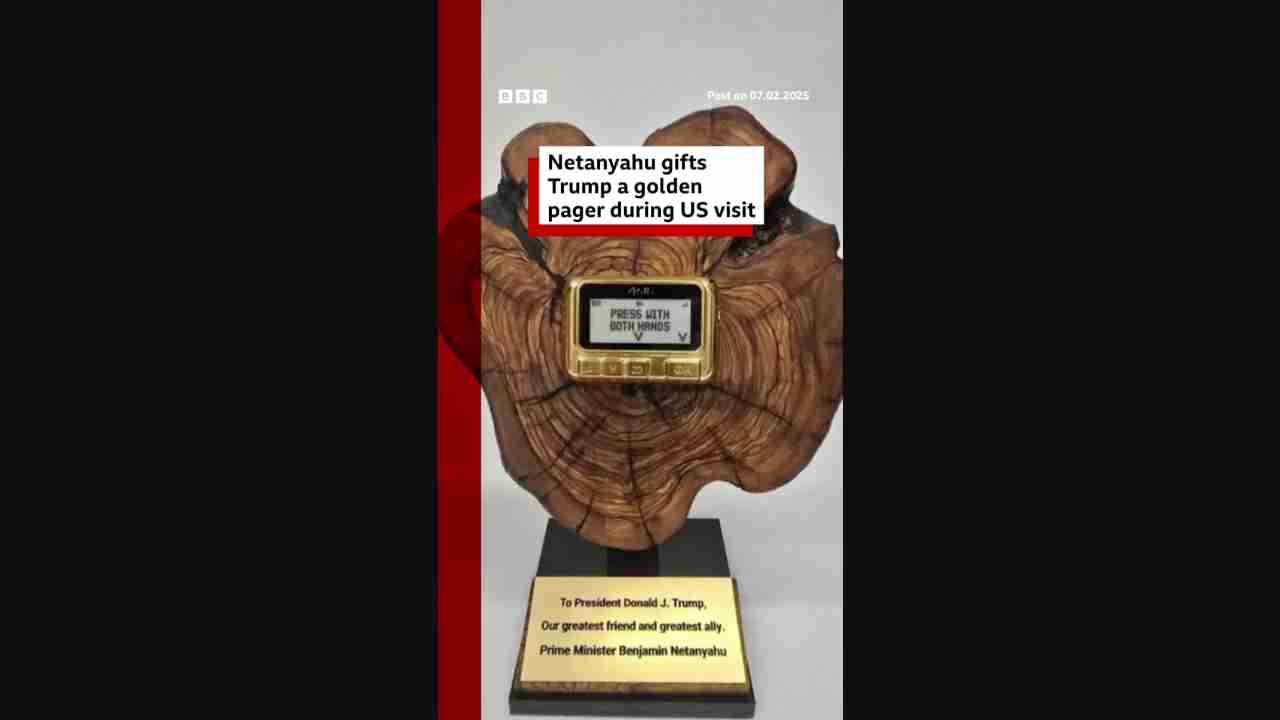 BBC
Post on 07.02.2025
Netanyahu gifts
Trump a golden
pager during US visit
PRESS WITH
BOTH HANDS
To President Donald J. Trump,
Our greatest friend and greatest ally.
Prime Minister Benjamin Netanyahu